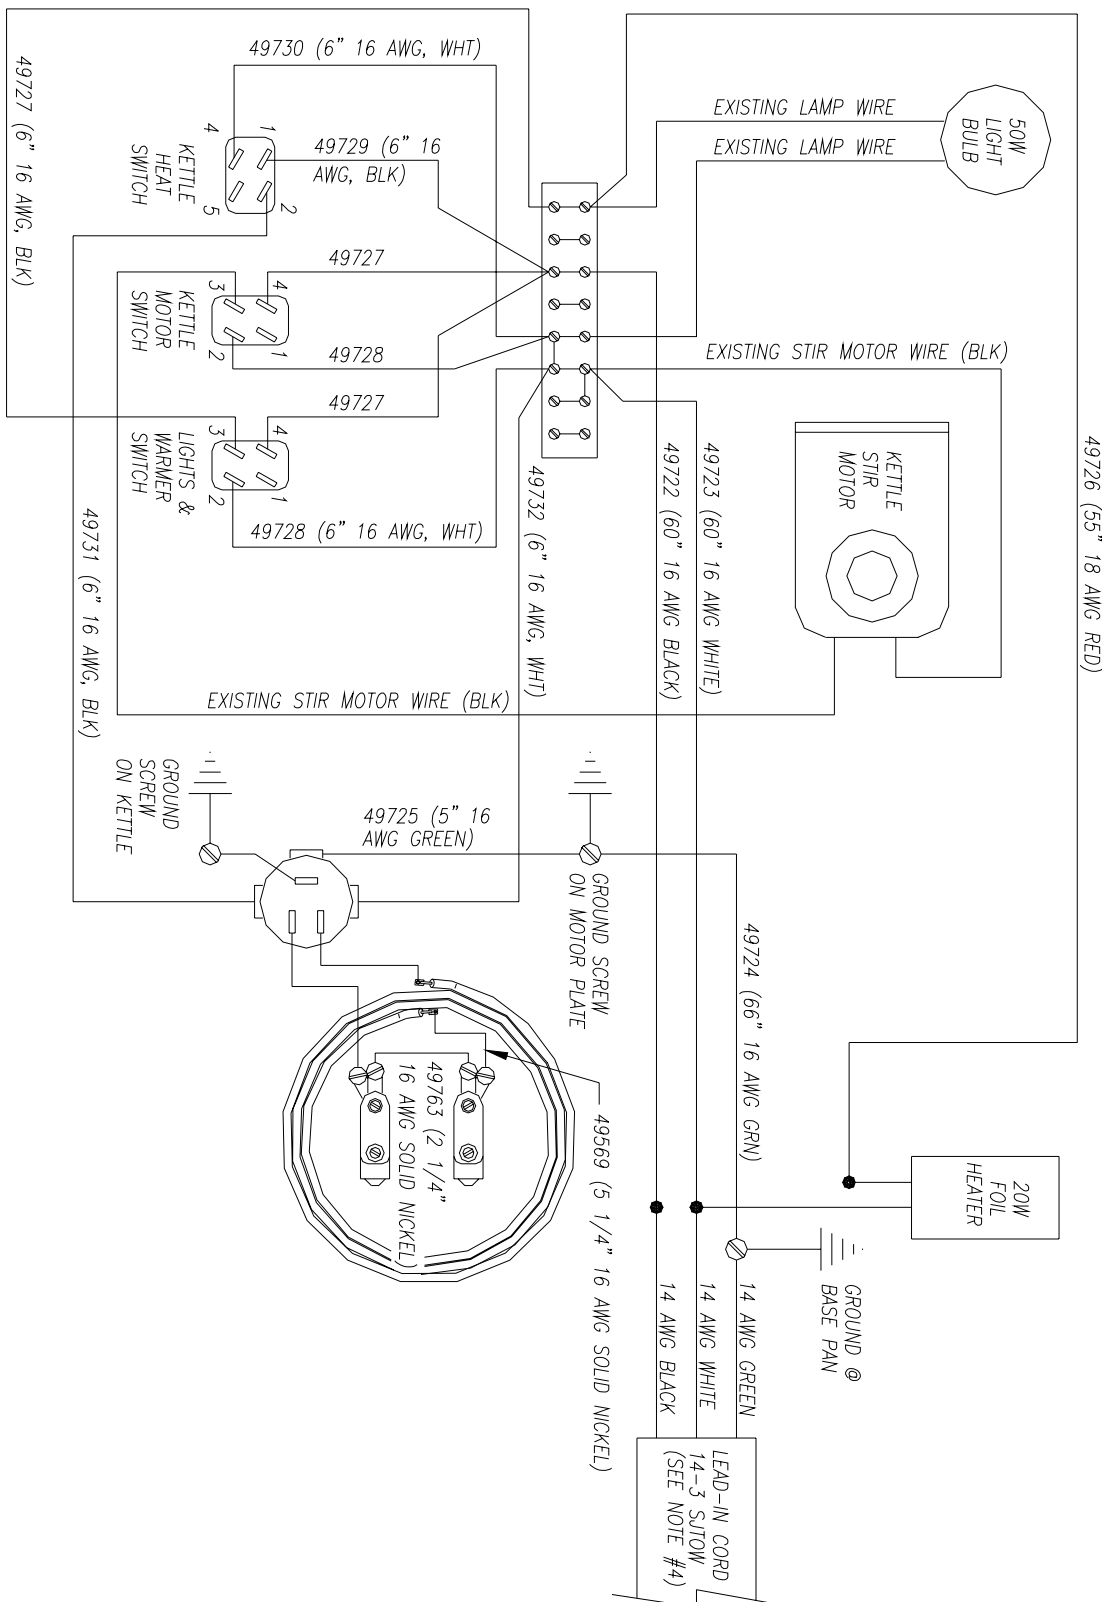 49730 (6" 16 AWG, WHT)
49727 (6" 16 AWG, BLK)
4
1
5
2
KETTLE
HEAT
SWITCH
49729 (6" 16
AWG, BLK)
EXISTING LAMP WIRE
EXISTING LAMP WIRE
50W
LIGHT
BULB
49727
3
4
2
1
KETTLE
MOTOR
SWITCH
49728
EXISTING STIR MOTOR WIRE (BLK)
49727
3
4
2
1
LIGHTS &
WARMER
SWITCH
49728 (6" 16 AWG, WHT)
49731 (6" 16 AWG, BLK)
49732 (6" 16 AWG, WHT)
49722 (60" 16 AWG BLACK)
49723 (60" 16 AWG WHITE)
KETTLE
STIR
MOTOR
49726 (55" 18 AWG RED)
EXISTING STIR MOTOR WIRE (BLK)
GROUND
SCREW
ON KETTLE
49725 (5" 16
AWG GREEN)
GROUND SCREW
ON MOTOR PLATE
49724 (66" 16 AWG GRN)
49763 (2 1/4"
16 AWG SOLID NICKEL)
49569 (5 1/4" 16 AWG SOLID NICKEL)
20W
FOIL
HEATER
GROUND @
BASE PAN
14 AWG GREEN
14 AWG WHITE
14 AWG BLACK
LEAD-IN CORD
14-3 SJTOW
(SEE NOTE #4)